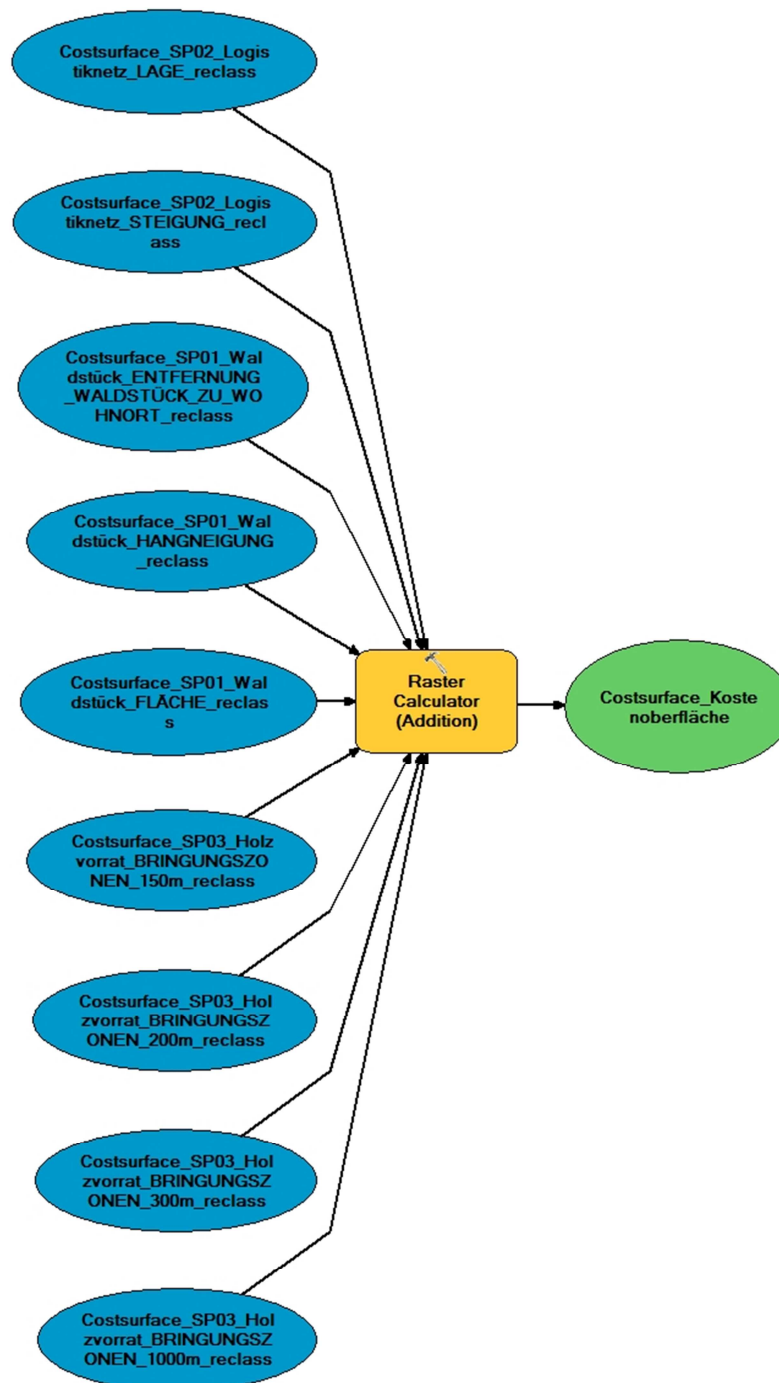 Costsurface_SP02_Logis
tiknetz_LAGE_reclass
Costsurface_SP02_Logis
tiknetz_STEIGUNG_recl
ass
Costsurface_SP01_Wal
dstück_ENTFERNUNG
_WALDSTÜCK_ZU_WO
HNORT_reclass
Costsurface_SP01_Wal
dstück_HANGNEIGUNG
_reclass
Costsurface_SP01_Wal
dstück_FLÄCHE_reclas
s
Raster
Calculator
(Addition)
Costsurface_Koste
noberfläche
Costsurface_SP03_Holz
vorrat_BRINGUNGSZO
NEN_150m_reclass
Costsurface_SP03_Hol
zvorrat_BRINGUNGSZ
ONEN_200m_reclass
Costsurface_SP03_Hol
zvorrat_BRINGUNGSZ
ONEN_300m_reclass
Costsurface_SP03_Hol
zvorrat_BRINGUNGSZ
ONEN_1000m_reclass